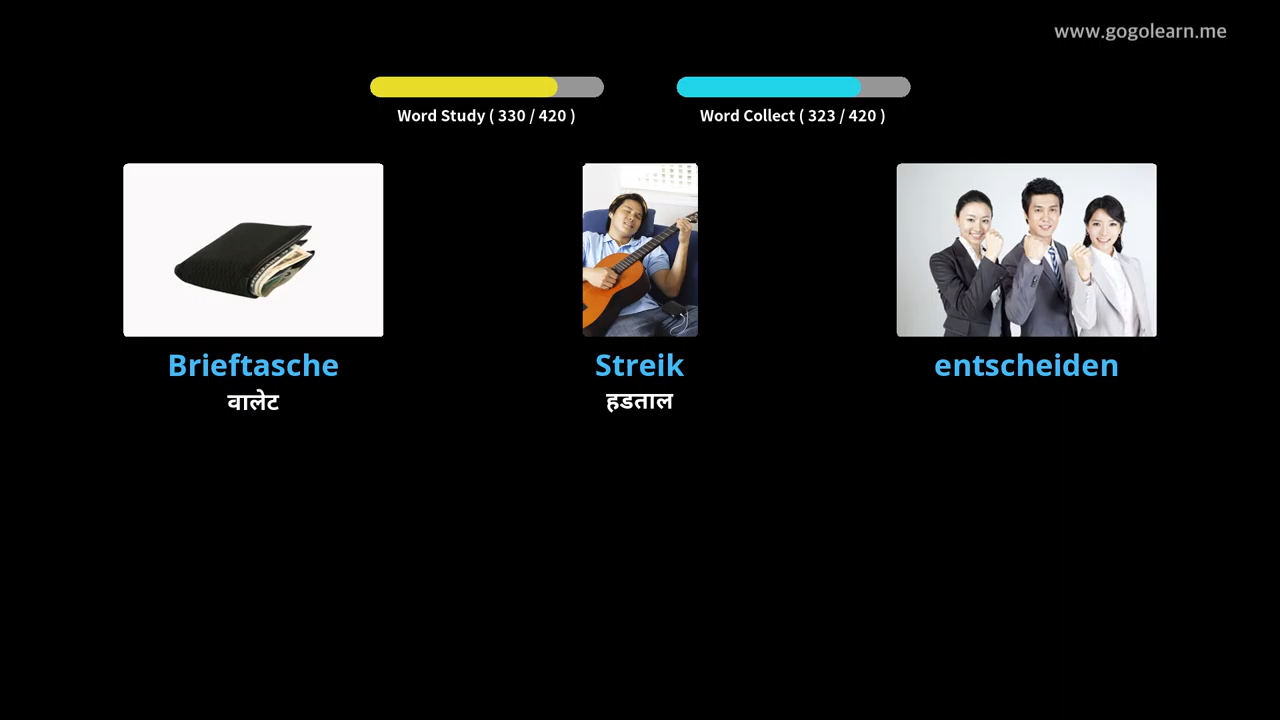 www.gogolearn.me
Word Study ( 330 / 420 )
Word Collect ( 323 / 420 )
Brieftasche
वालेट
Streik
हडताल
entscheiden